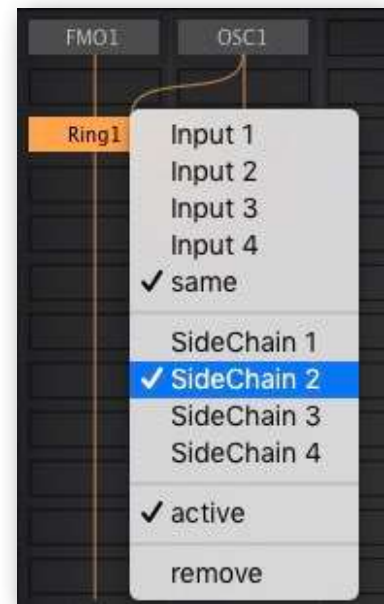 FMO1 OSC1
Ring1
Input 1
Input 2
Input 3
Input 4
✓ same
SideChain 1
✓ SideChain 2
SideChain 3
SideChain 4
✓ active
remove